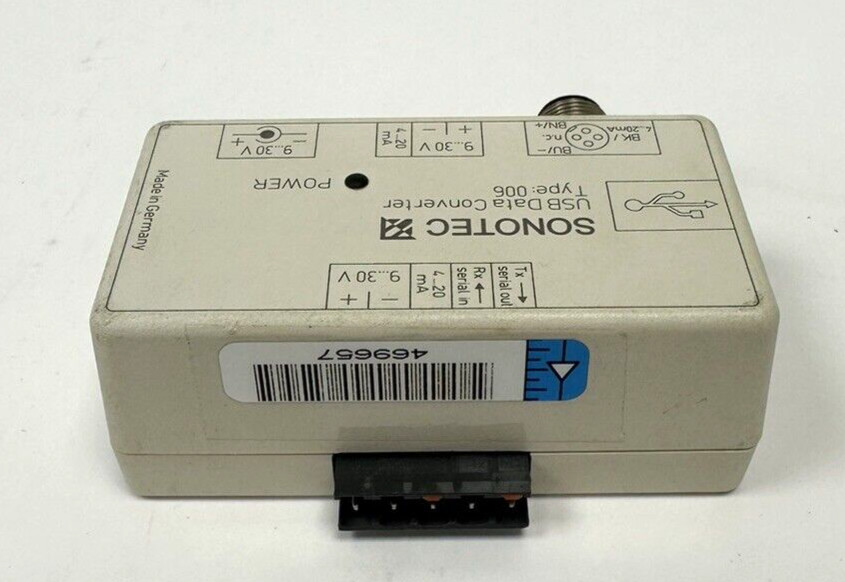 SONOTEC
USB Data Converter
Type: 006
POWER
BN/+
4..20mA
n.c.
BK /
BU/-
+ -
9...30 V
4..20
mA
9...30 V
- +
Tx →
serial out
Rx ←
serial in
4..20
mA
- +
9...30 V
Made in Germany
469657